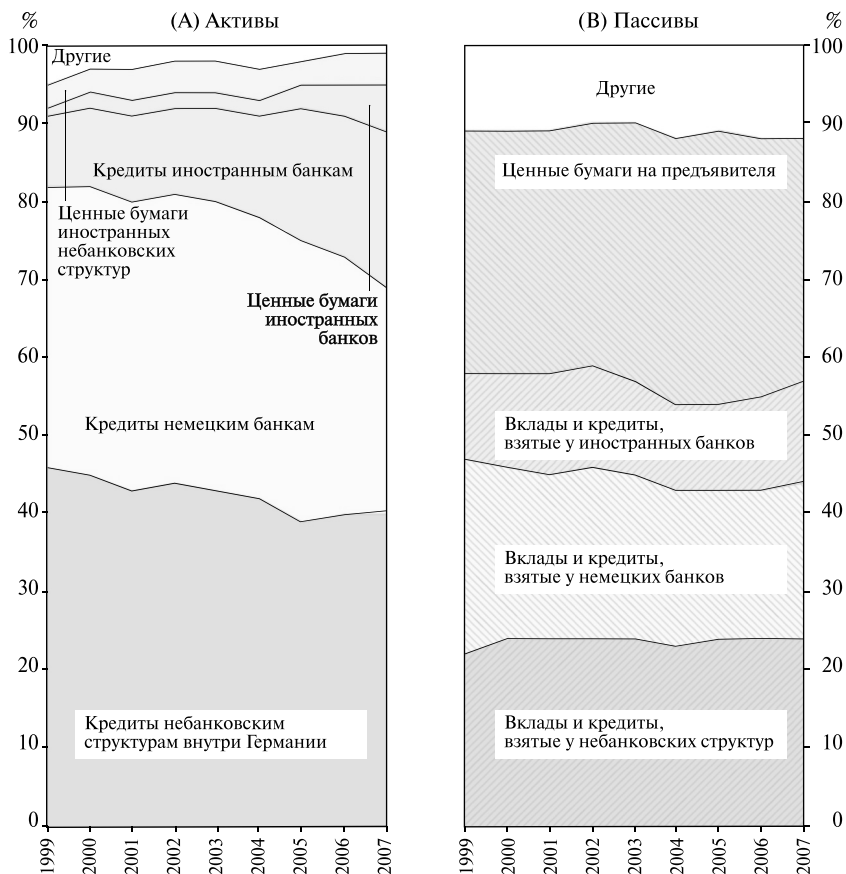 %
(A) Активы
100
90
80
70
60
50
40
30
20
10
0
Другие
Кредиты иностранным банкам
Ценные бумаги
иностранных
небанковских
структур
Ценные бумаги
иностранных
банков
Кредиты немецким банкам
Кредиты небанковским
структурам внутри Германии
1999
2000
2001
2002
2003
2004
2005
2006
2007
(B) Пассивы
%
Другие
Ценные бумаги на предъявителя
Вклады и кредиты,
взятые у иностранных банков
Вклады и кредиты,
взятые у немецких банков
Вклады и кредиты,
взятые у небанковских структур
100
90
80
70
60
50
40
30
20
10
0
1999
2000
2001
2002
2003
2004
2005
2006
2007